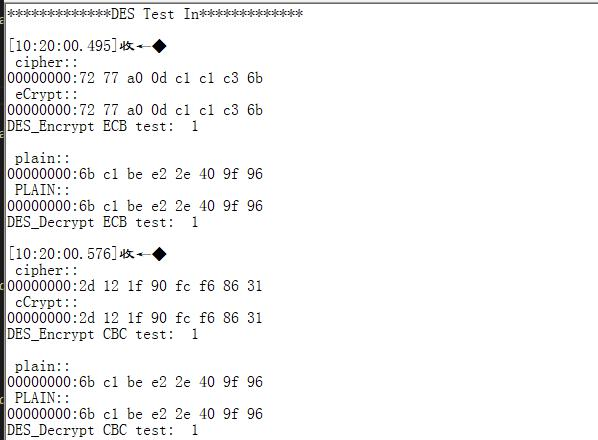 *************DES Test In*************
[10:20:00.495]收←◆
cipher::
00000000:72 77 a0 0d c1 c1 c3 6b
eCrypt::
00000000:72 77 a0 0d c1 c1 c3 6b
DES_Encrypt ECB test:  1
plain::
00000000:6b c1 be e2 2e 40 9f 96
PLAIN::
00000000:6b c1 be e2 2e 40 9f 96
DES_Decrypt ECB test:  1
[10:20:00.576]收←◆
cipher::
00000000:2d 12 1f 90 fc f6 86 31
cCrypt::
00000000:2d 12 1f 90 fc f6 86 31
DES_Encrypt CBC test:  1
plain::
00000000:6b c1 be e2 2e 40 9f 96
PLAIN::
00000000:6b c1 be e2 2e 40 9f 96
DES_Decrypt CBC test:  1